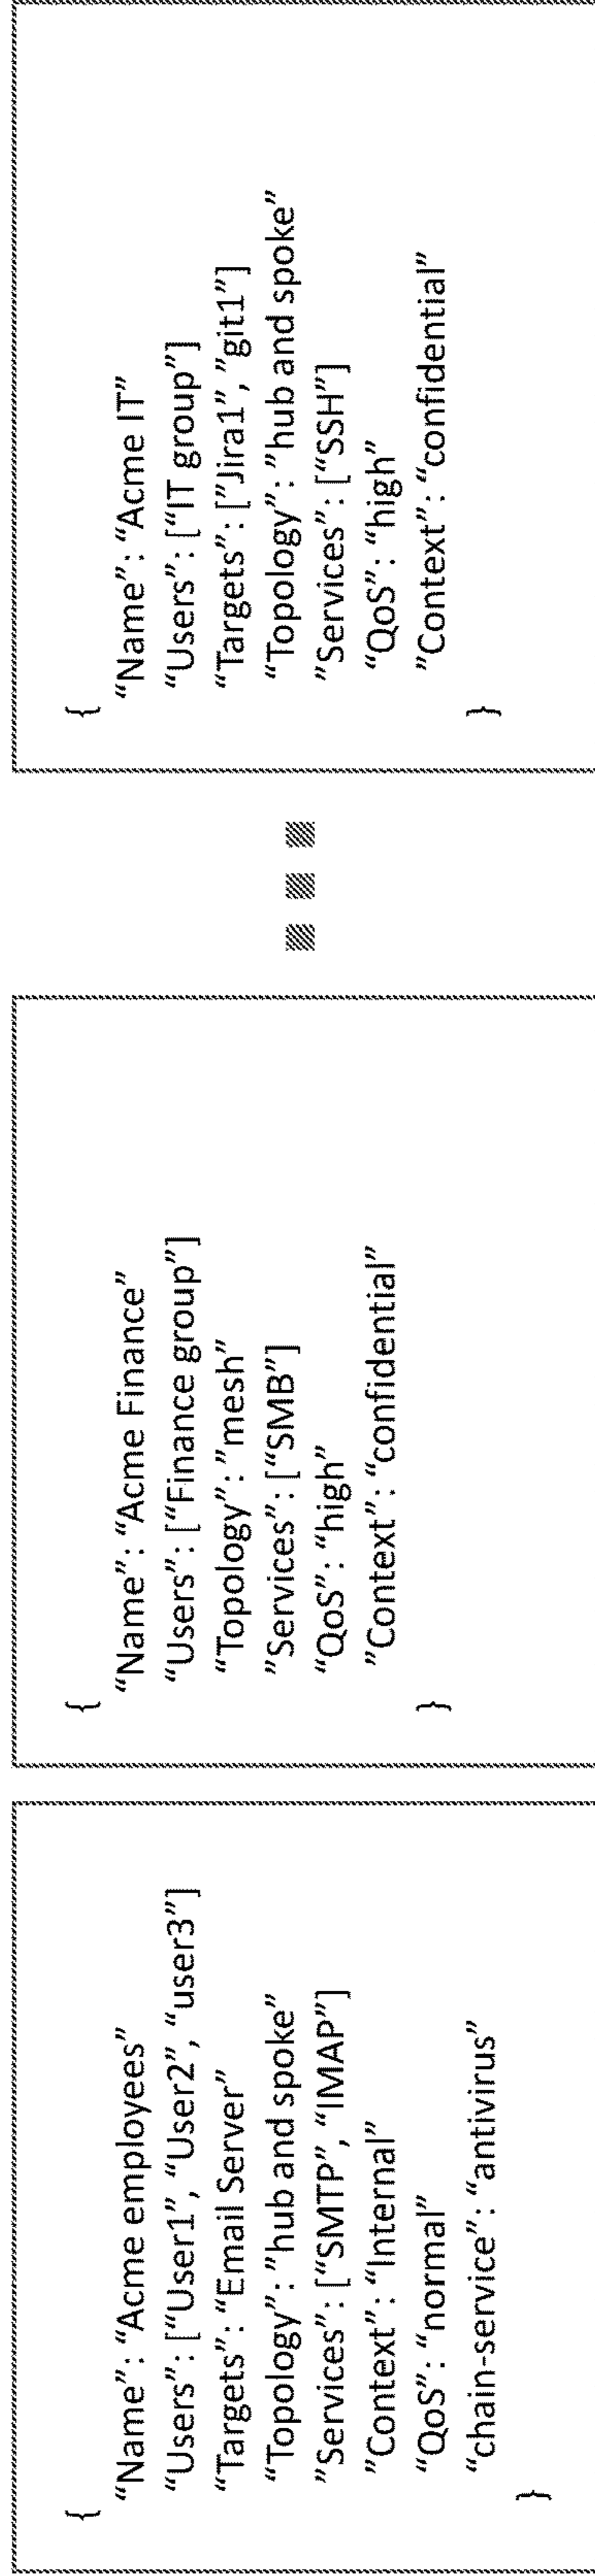 {
“Name”: “Acme employees”
“Users”: [“User1”, “User2”, “user3”]
“Targets”: “Email Server”
“Topology”: ”hub and spoke”
”Services”: [“SMTP”, “IMAP”]
”Context”: “Internal”
“QoS”: “normal”
“chain-service”: “antivirus”
}
{
“Name”: “Acme Finance”
“Users”: [“Finance group”]
“Topology”: ”mesh”
”Services”: [“SMB”]
“QoS”: “high”
”Context”: “confidential”
}
{
“Name”: “Acme IT”
“Users”: [“IT group”]
“Targets”: [”Jira1”, ”git1”]
“Topology”: ”hub and spoke”
”Services”: [“SSH”]
“QoS”: “high”
”Context”: “confidential”
}